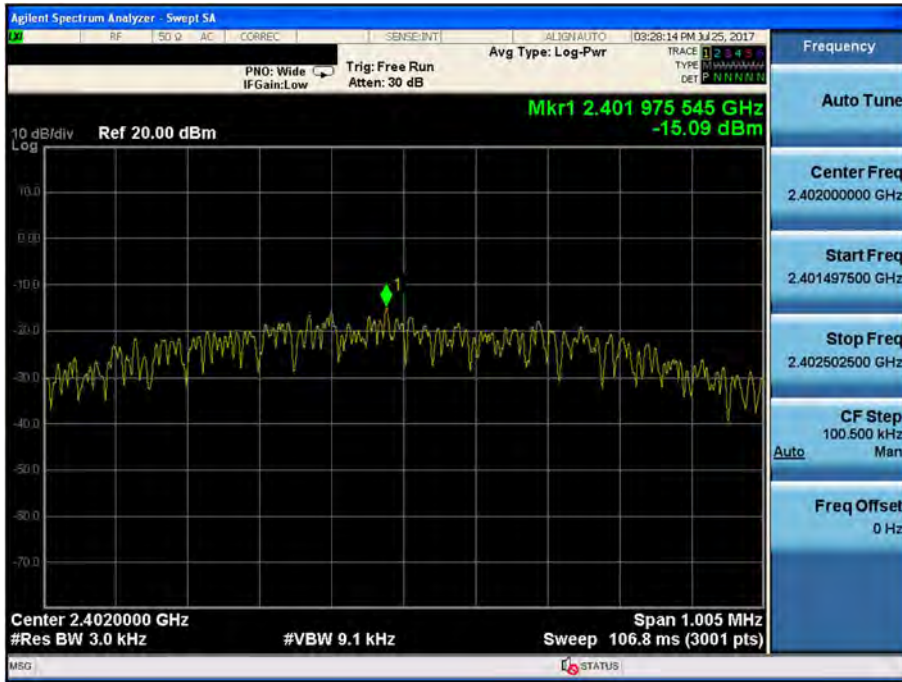 Agilent Spectrum Analyzer - Swept SA
LXI RF 50 Ω AC CORREC SENSE:INT ALIGNAUTO 03:28:14 PM Jul 25, 2017
PNO: Wide
IFGain:Low
Trig: Free Run
Atten: 30 dB
Avg Type: Log-Pwr
TRACE 1 2 3 4 5 6
TYPE M
DET P N N N N N
Mkr1 2.401 975 545 GHz
-15.09 dBm
10 dB/div
Log
Ref 20.00 dBm
10.0
0.00
-10.0
-20.0
-30.0
-40.0
-50.0
-60.0
-70.0
1
Center 2.4020000 GHz
Span 1.005 MHz
#Res BW 3.0 kHz
#VBW 9.1 kHz
Sweep 106.8 ms (3001 pts)
MSG
STATUS
Frequency
Auto Tune
Center Freq
2.402000000 GHz
Start Freq
2.401497500 GHz
Stop Freq
2.402502500 GHz
CF Step
100.500 kHz
Auto Man
Freq Offset
0 Hz